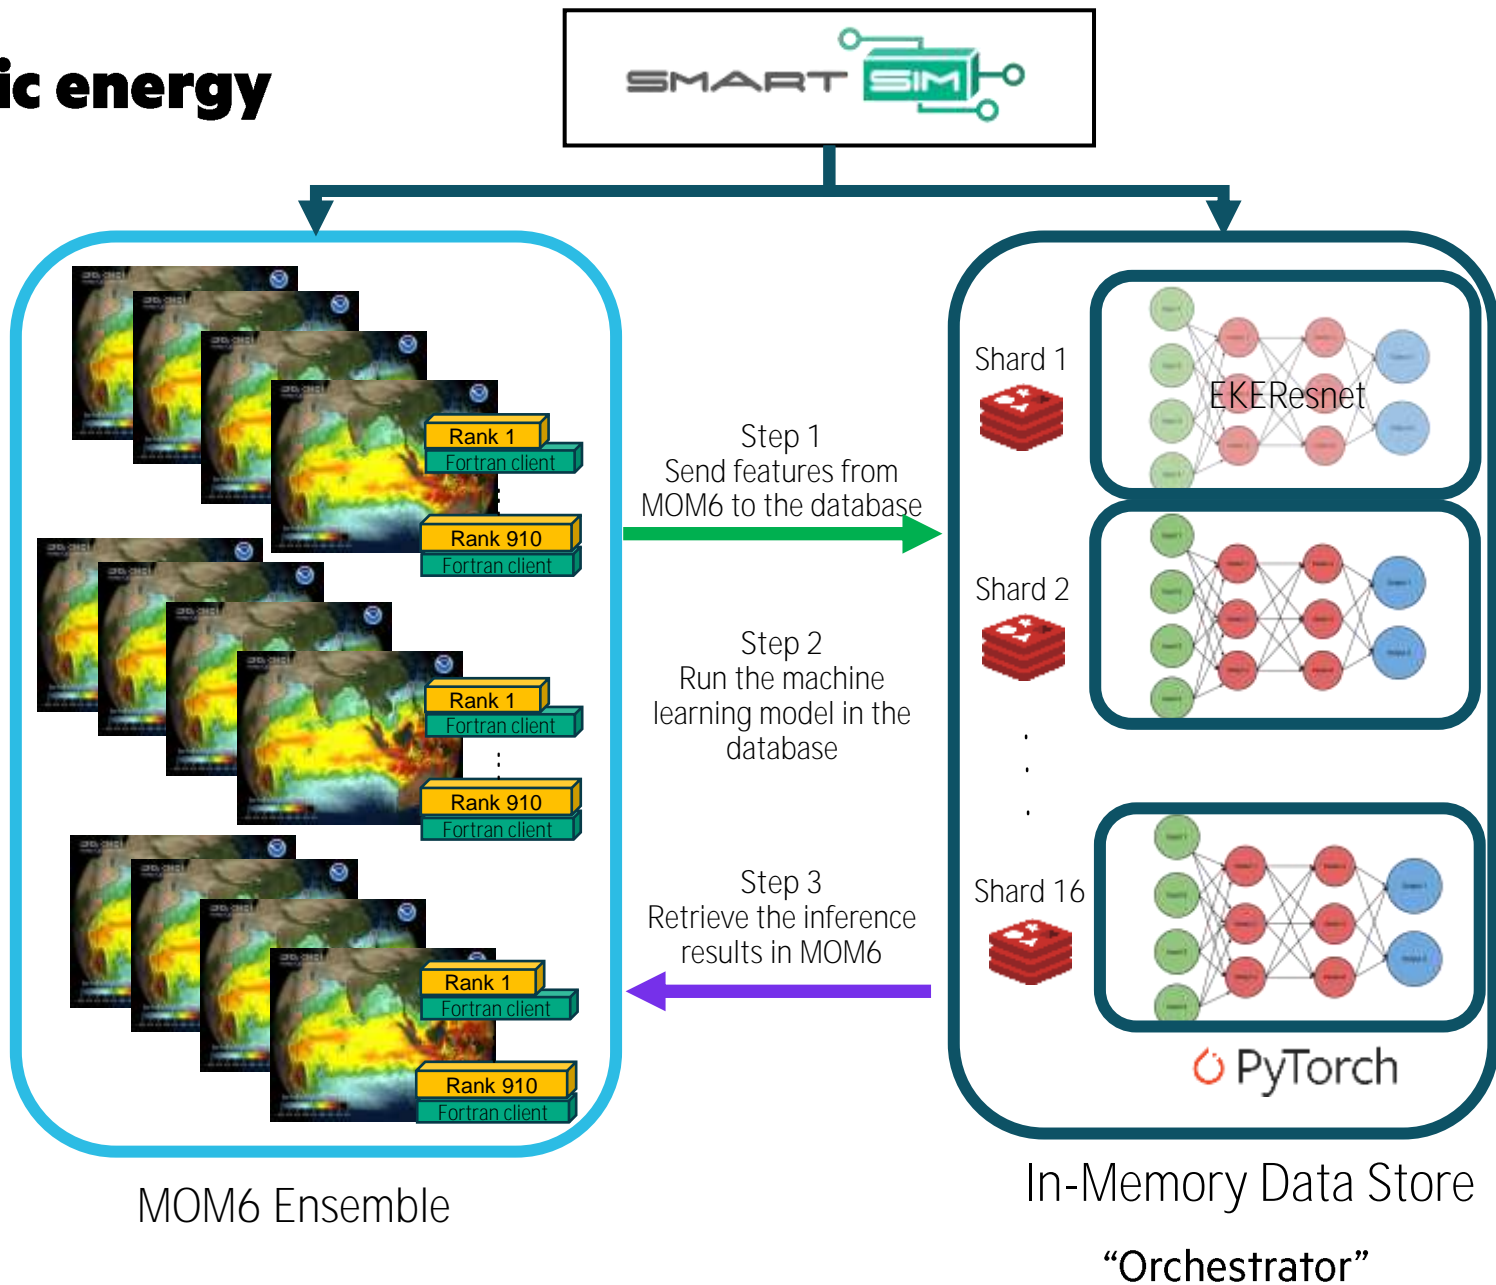 ic energy
SMART SIM
Rank 1
Fortran client
Rank 910
Fortran client
Rank 1
Fortran client
Rank 910
Fortran client
Rank 1
Fortran client
Rank 910
Fortran client
MOM6 Ensemble
Step 1
Send features from
MOM6 to the database
Step 2
Run the machine
learning model in the
database
Step 3
Retrieve the inference
results in MOM6
Shard 1
EKEResnet
Shard 2
.
.
.
Shard 16
PyTorch
In-Memory Data Store
“Orchestrator”